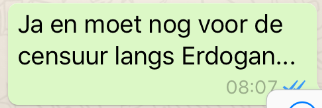 Ja en moet nog voor de
censuur langs Erdogan...
08:07